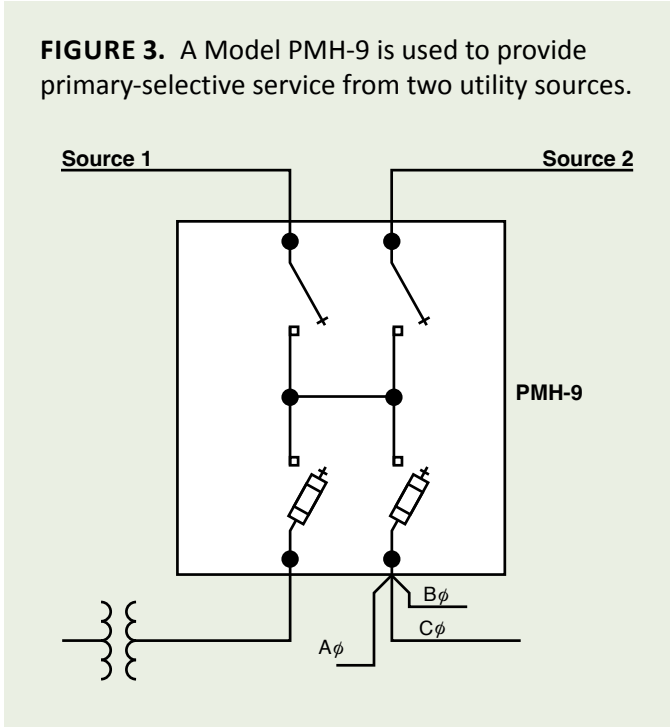 FIGURE 3. A Model PMH-9 is used to provide
primary-selective service from two utility sources.
Source 1
Source 2
PMH-9
Bϕ
Cϕ
Aϕ